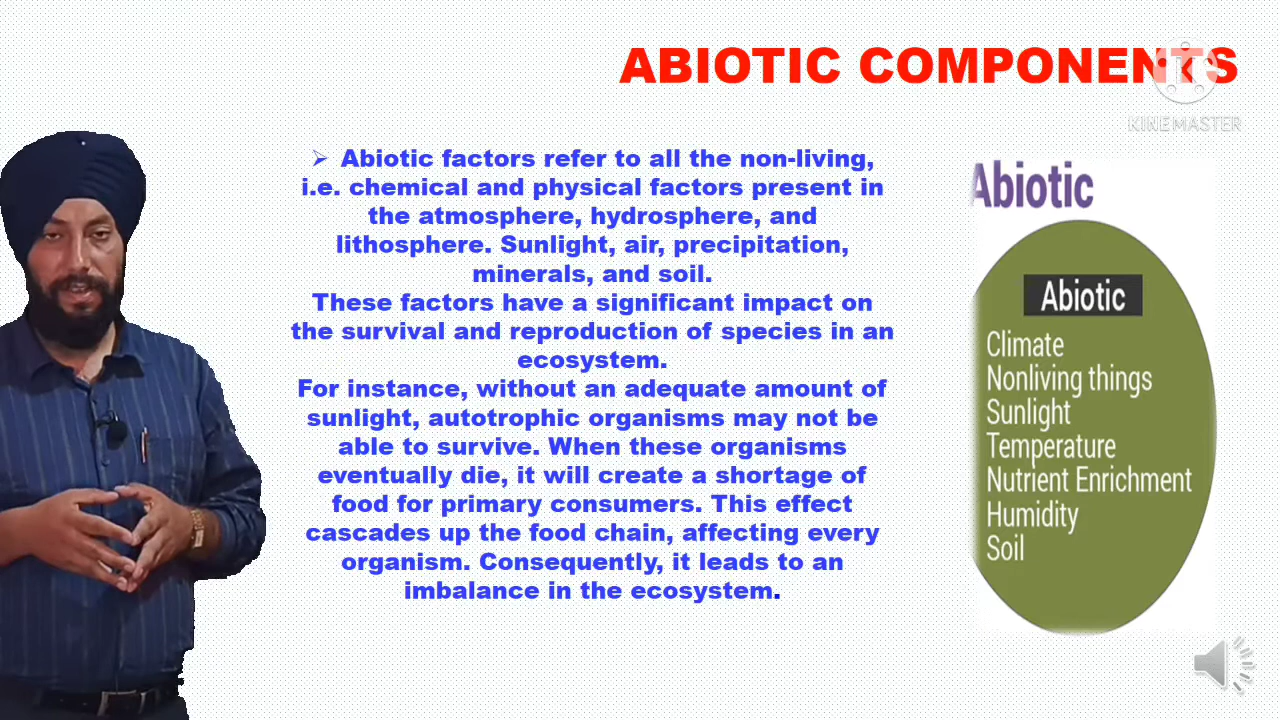 ABIOTIC COMPONENTS
KINEMASTER
➢ Abiotic factors refer to all the non-living,
i.e. chemical and physical factors present in
the atmosphere, hydrosphere, and
lithosphere. Sunlight, air, precipitation,
minerals, and soil.
These factors have a significant impact on
the survival and reproduction of species in an
ecosystem.
For instance, without an adequate amount of
sunlight, autotrophic organisms may not be
able to survive. When these organisms
eventually die, it will create a shortage of
food for primary consumers. This effect
cascades up the food chain, affecting every
organism. Consequently, it leads to an
imbalance in the ecosystem.
Abiotic
Abiotic
Climate
Nonliving things
Sunlight
Temperature
Nutrient Enrichment
Humidity
Soil